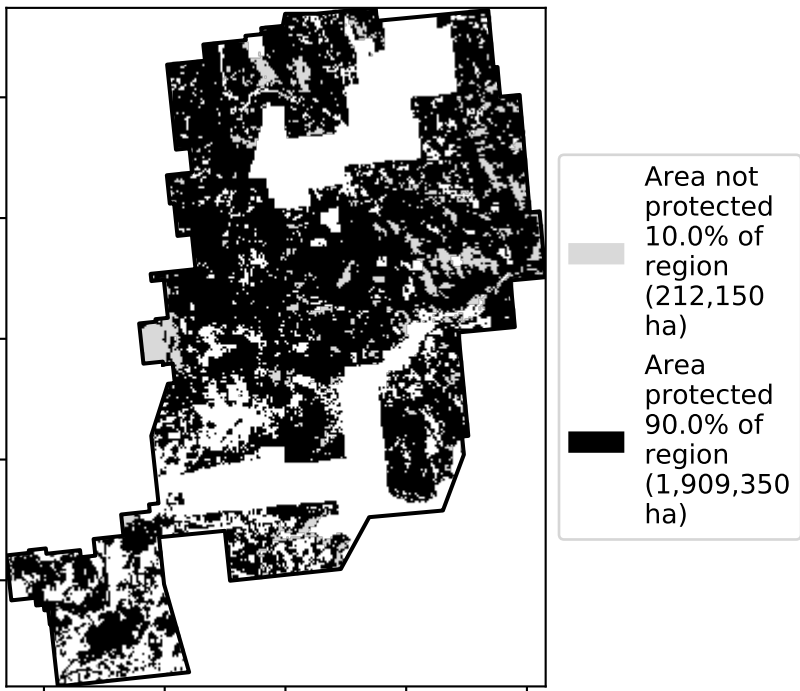 Area not
protected
10.0% of
region
(212,150
ha)
Area
protected
90.0% of
region
(1,909,350
ha)